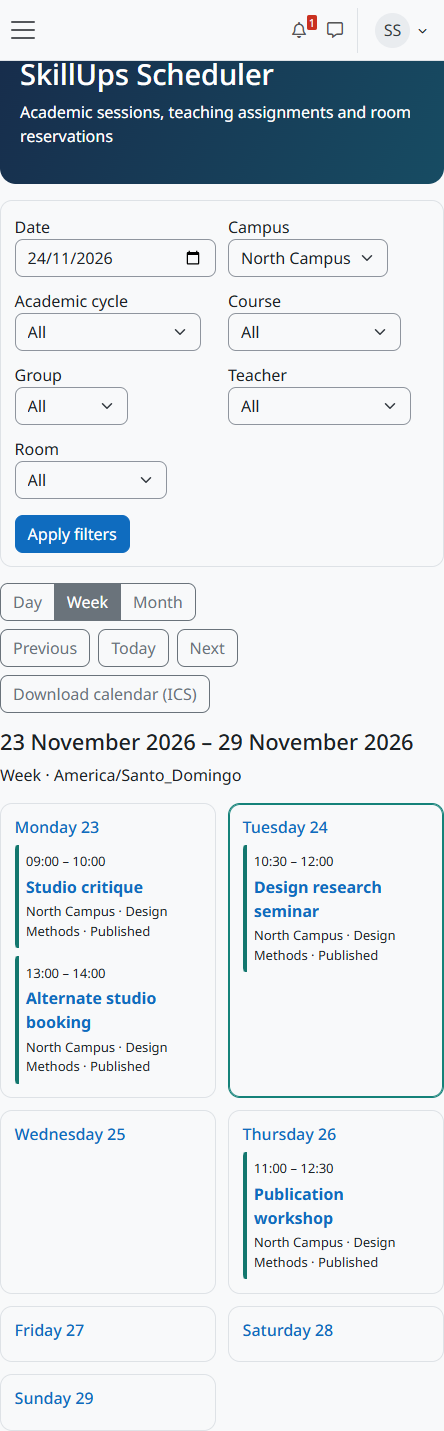 1
SS
SkillUps Scheduler
Academic sessions, teaching assignments and room
reservations
Date
Campus
24/11/2026
North Campus
Academic cycle
Course
All
All
Group
Teacher
All
All
Room
All
Apply filters
Day
Week
Month
Previous
Today
Next
Download calendar (ICS)
23 November 2026 – 29 November 2026
Week · America/Santo_Domingo
Monday 23
09:00 – 10:00
Studio critique
North Campus · Design
Methods · Published
13:00 – 14:00
Alternate studio
booking
North Campus · Design
Methods · Published
Tuesday 24
10:30 – 12:00
Design research
seminar
North Campus · Design
Methods · Published
Wednesday 25
Thursday 26
11:00 – 12:30
Publication
workshop
North Campus · Design
Methods · Published
Friday 27
Saturday 28
Sunday 29